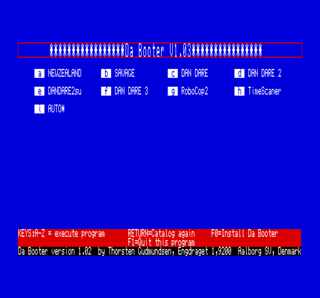 ****************Da Booter V1.03***************
a NEWZEALAND b SAVAGE c DAN DARE d DAN DARE 2
e DANDARE2su f DAN DARE 3 g RoboCop2 h TimeScaner
i AUTO*
KEYS:A-Z = execute program RETURN=Catalog again F0=Install Da Booter
F1=Quit this program
Da Booter version 1.02 by Thorsten Gudmundsen, Engdraget 1,9200 Aalborg SV, Denmark